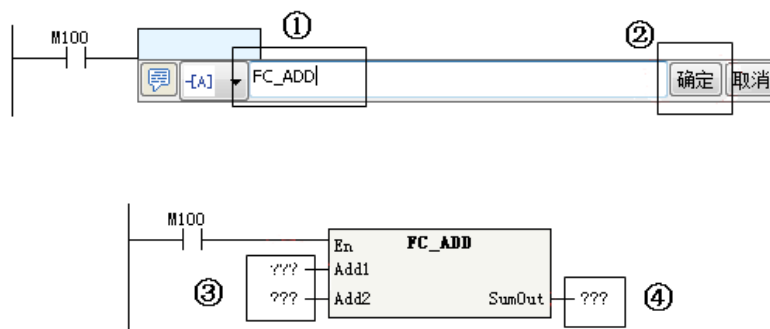 ①
②
M100
-[A] FC_ADD 确定 取消
M100
En FC_ADD
??? Add1
③ ??? Add2 SumOut ??? ④